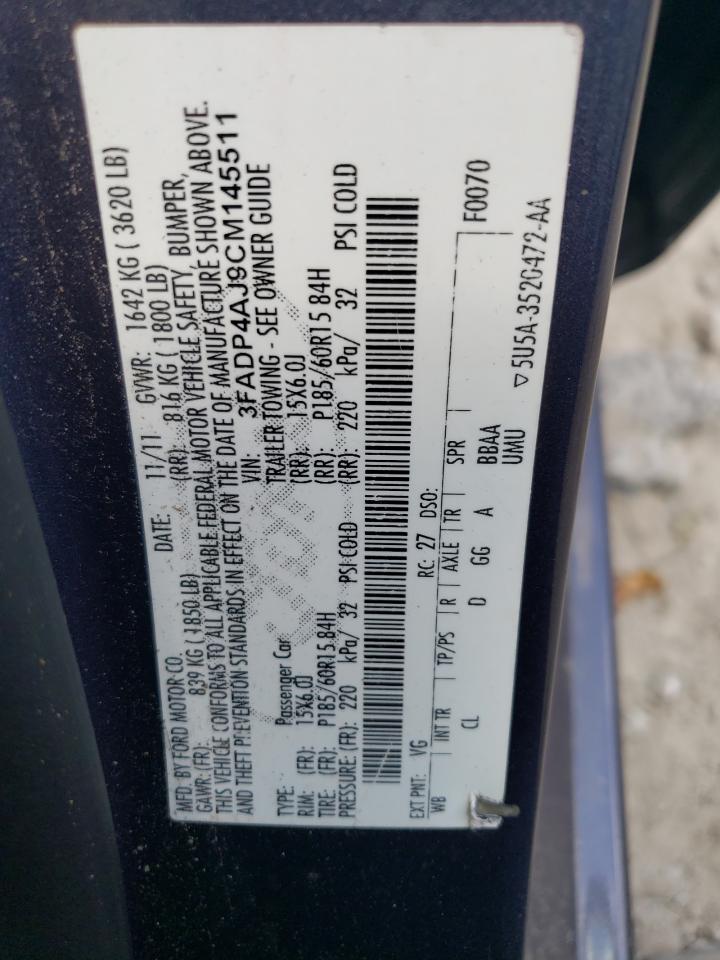 MFD. BY FORD MOTOR CO. DATE: 11/11 GVWR: 1642 KG ( 3620 LB)
GAWR: (FR): 839 KG ( 1850 LB) (RR): 816 KG ( 1800 LB)
THIS VEHICLE CONFORMS TO ALL APPLICABLE FEDERAL MOTOR VEHICLE SAFETY, BUMPER,
AND THEFT PREVENTION STANDARDS IN EFFECT ON THE DATE OF MANUFACTURE SHOWN ABOVE.
VIN: 3FADP4AJ9CM145511
TYPE: Passenger Car TRAILER TOWING - SEE OWNER GUIDE
RIM: (FR): 15X6.0J (RR): 15X6.0J
TIRE: (FR): P185/60R15 84H (RR): P185/60R15 84H
PRESSURE (FR): 220 kPa/ 32 PSI COLD (RR): 220 kPa/ 32 PSI COLD
EXT PNT: VG RC: 27 DSO: F0070
WB INT TR TP/PS R AXLE TR SPR
CL D GG A BBAA
UMU
▽5U5A-3520472-AA